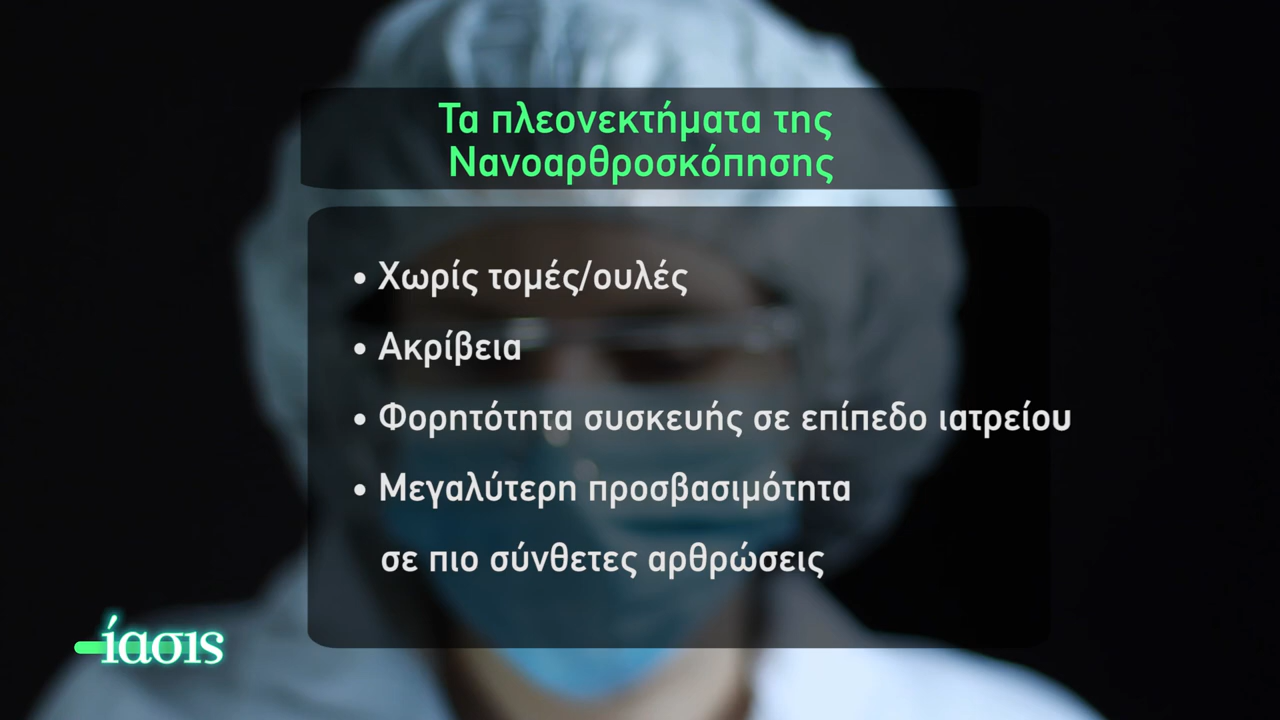 Τα πλεονεκτήματα της
Νανοαρθροσκόπησης
• Χωρίς τομές/ουλές
• Ακρίβεια
• Φορητότητα συσκευής σε επίπεδο ιατρείου
• Μεγαλύτερη προσβασιμότητα
σε πιο σύνθετες αρθρώσεις
ίασις